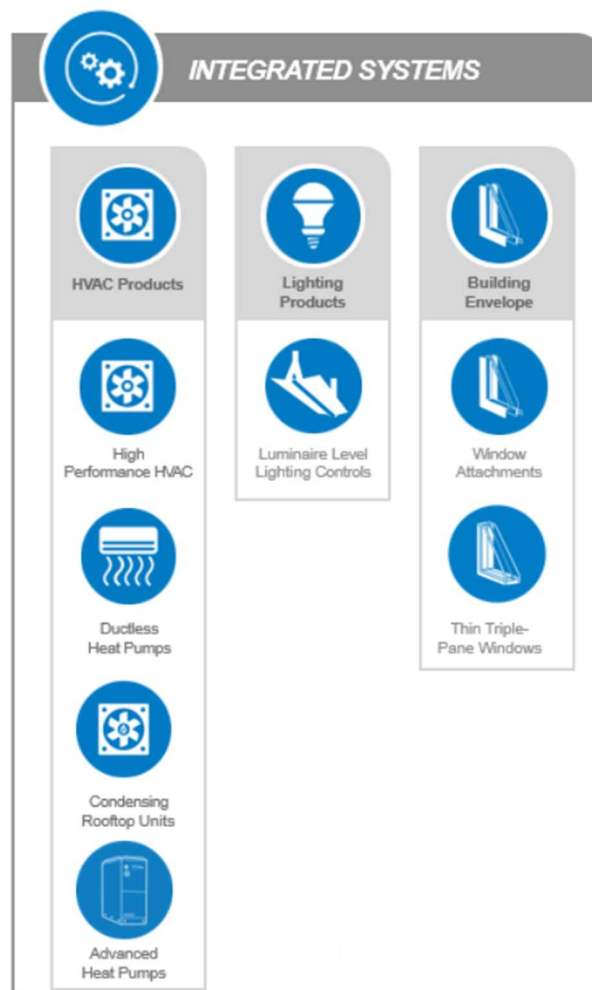 INTEGRATED SYSTEMS
HVAC Products
High
Performance HVAC
Ductless
Heat Pumps
Condensing
Rooftop Units
Advanced
Heat Pumps
Lighting
Products
Luminaire Level
Lighting Controls
Building
Envelope
Window
Attachments
Thin Triple-
Pane Windows